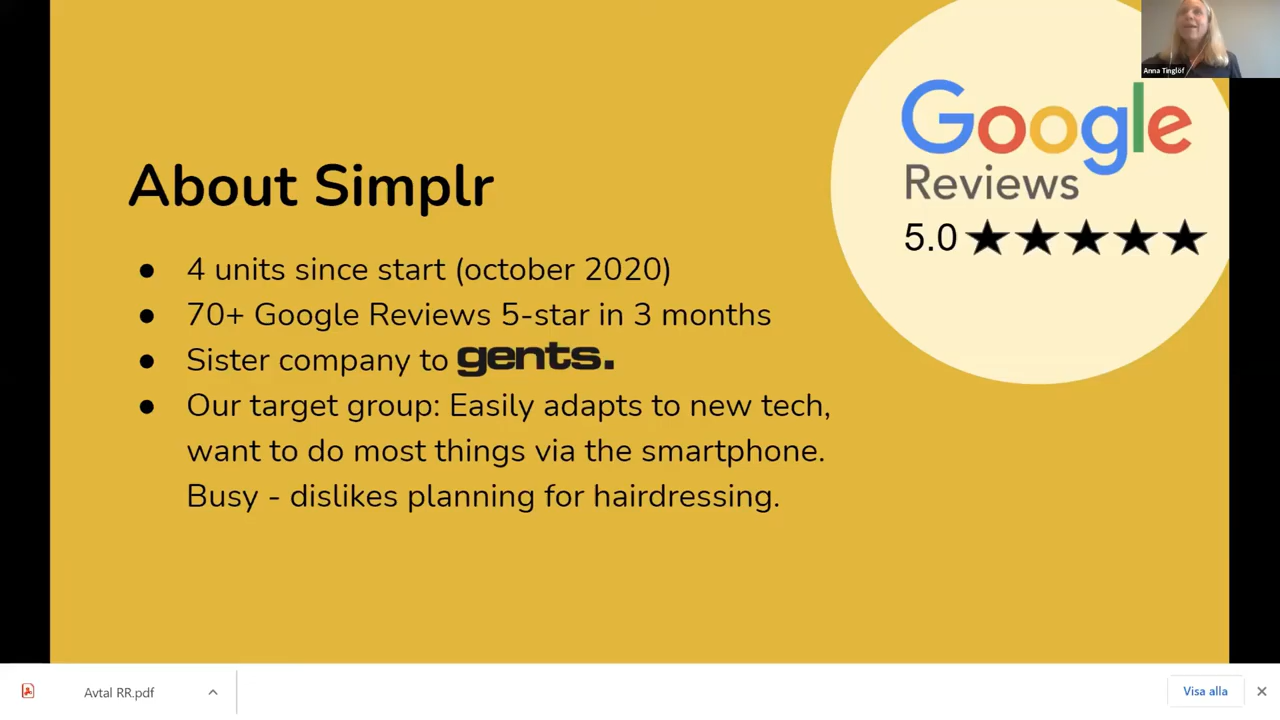 Anna Tinglöf
Google
Reviews
5.0
About Simplr
● 4 units since start (october 2020)
● 70+ Google Reviews 5-star in 3 months
● Sister company to gents.
● Our target group: Easily adapts to new tech,
want to do most things via the smartphone.
Busy - dislikes planning for hairdressing.
Avtal RR.pdf
Visa alla